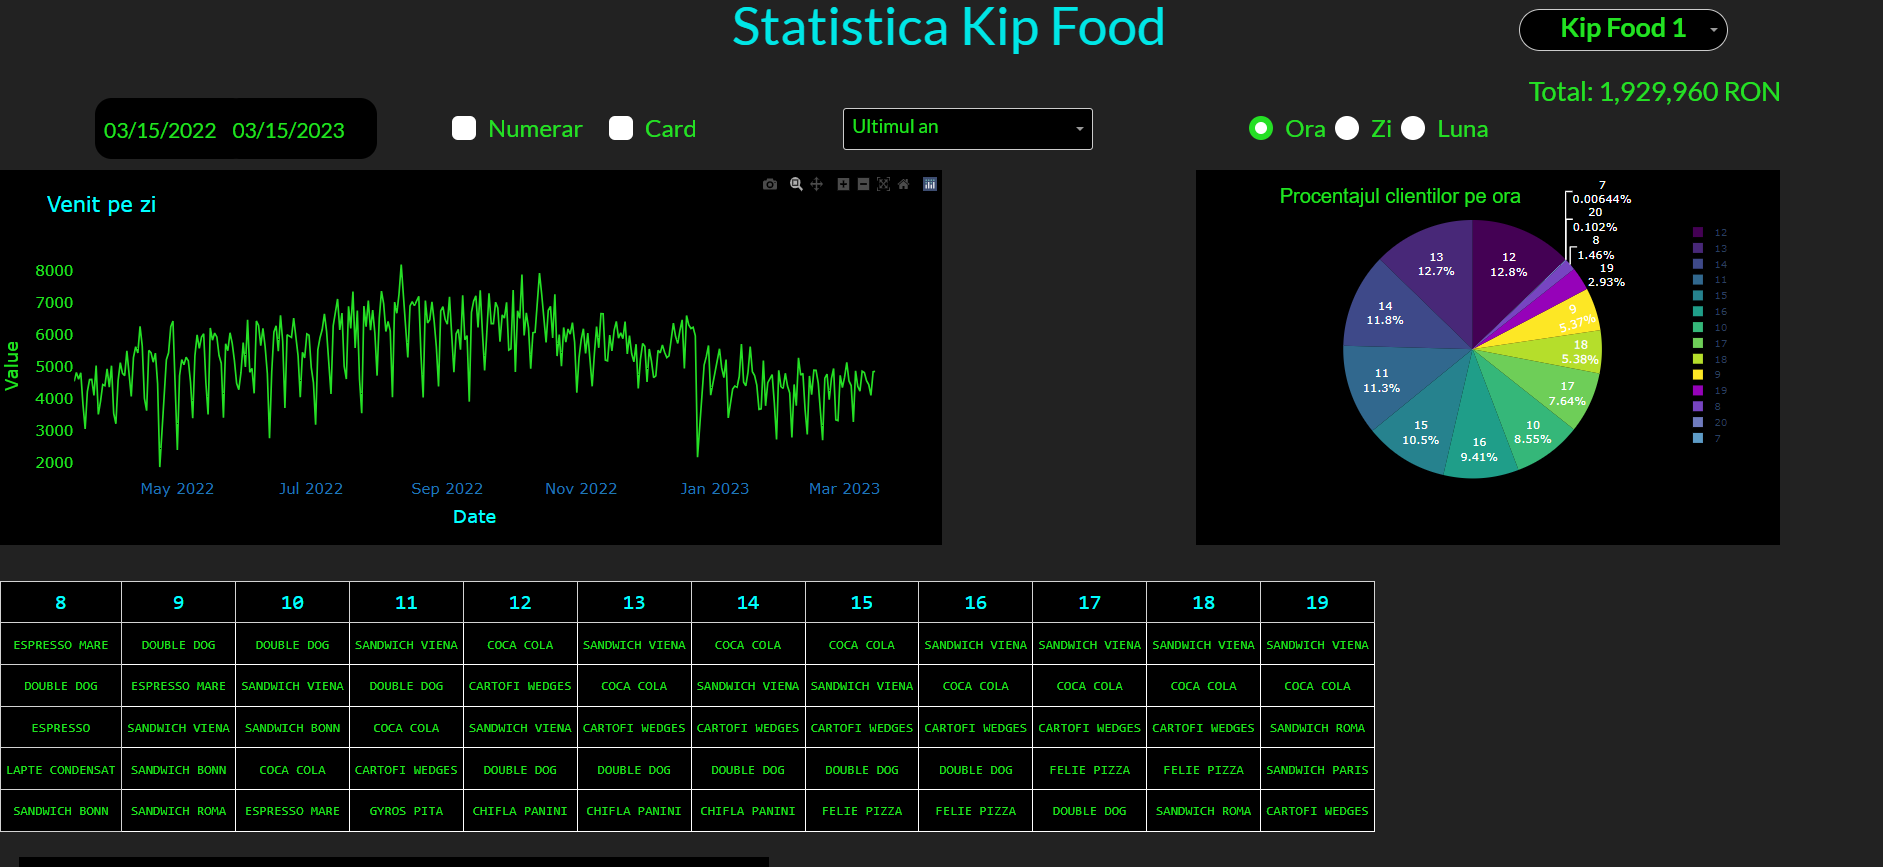 Statistica Kip Food
Kip Food 1
Total: 1,929,960 RON
03/15/2022 03/15/2023
Numerar
Card
Ultimul an
Ora
Zi
Luna
Venit pe zi
8000
7000
6000
5000
4000
3000
2000
Value
May 2022 Jul 2022 Sep 2022 Nov 2022 Jan 2023 Mar 2023
Date
Procentajul clientilor pe ora
7
0.00644%
20
0.102%
8
1.46%
19
2.93%
9
5.37%
18
5.38%
17
7.64%
10
8.55%
16
9.41%
15
10.5%
11
11.3%
14
11.8%
13
12.7%
12
12.8%
12
13
14
11
15
16
10
17
18
9
19
8
20
7
8 9 10 11 12 13 14 15 16 17 18 19
ESPRESSO MARE DOUBLE DOG DOUBLE DOG SANDWICH VIENA COCA COLA SANDWICH VIENA COCA COLA COCA COLA SANDWICH VIENA SANDWICH VIENA SANDWICH VIENA SANDWICH VIENA
DOUBLE DOG ESPRESSO MARE SANDWICH VIENA DOUBLE DOG CARTOFI WEDGES COCA COLA SANDWICH VIENA SANDWICH VIENA COCA COLA COCA COLA COCA COLA COCA COLA
ESPRESSO SANDWICH VIENA SANDWICH BONN COCA COLA SANDWICH VIENA CARTOFI WEDGES CARTOFI WEDGES CARTOFI WEDGES CARTOFI WEDGES CARTOFI WEDGES CARTOFI WEDGES SANDWICH ROMA
LAPTE CONDENSAT SANDWICH BONN COCA COLA CARTOFI WEDGES DOUBLE DOG DOUBLE DOG DOUBLE DOG DOUBLE DOG DOUBLE DOG FELIE PIZZA FELIE PIZZA SANDWICH PARIS
SANDWICH BONN SANDWICH ROMA ESPRESSO MARE GYROS PITA CHIFLA PANINI CHIFLA PANINI CHIFLA PANINI FELIE PIZZA FELIE PIZZA DOUBLE DOG SANDWICH ROMA CARTOFI WEDGES